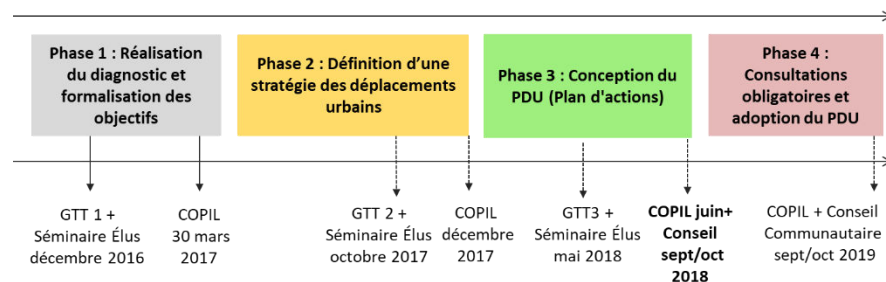 Phase 1 : Réalisation
du diagnostic et
formalisation des
objectifs
Phase 2 : Définition d'une
stratégie des déplacements
urbains
Phase 3 : Conception du
PDU (Plan d'actions)
Phase 4 :
Consultations
obligatoires et
adoption du PDU
GTT 1 +
Séminaire Élus
décembre 2016
COPIL
30 mars
2017
GTT 2 +
Séminaire Élus
octobre 2017
COPIL
décembre
2017
GTT3 +
Séminaire Élus
mai 2018
COPIL juin+
Conseil
sept/oct
2018
COPIL + Conseil
Communautaire
sept/oct 2019